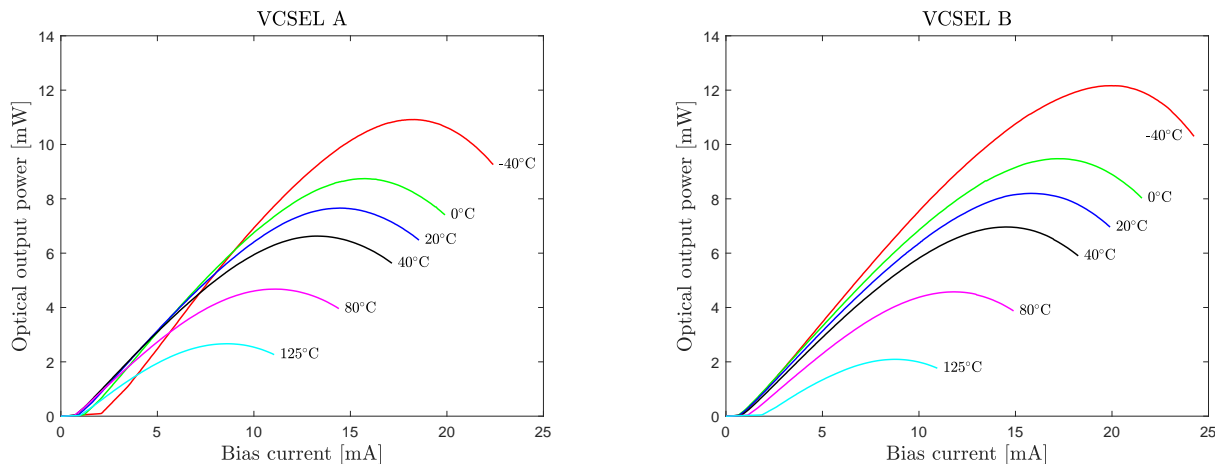 VCSEL A
14
12
10
8
6
4
2
0
0 5 10 15 20 25
Optical output power [mW]
Bias current [mA]
-40°C
0°C
20°C
40°C
80°C
125°C
VCSEL B
14
12
10
8
6
4
2
0
0 5 10 15 20 25
Optical output power [mW]
Bias current [mA]
-40°C
0°C
20°C
40°C
80°C
125°C